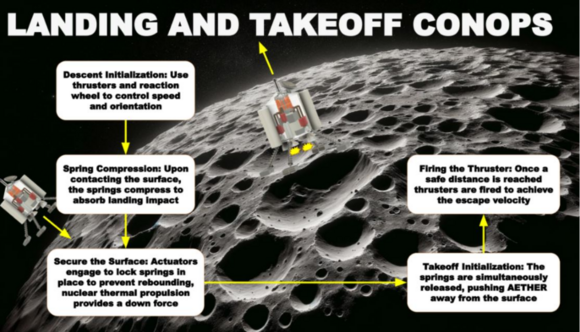 LANDING AND TAKEOFF CONOPS
Descent Initialization: Use
thrusters and reaction
wheel to control speed
and orientation
Spring Compression: Upon
contacting the surface,
the springs compress to
absorb landing impact
Secure the Surface: Actuators
engage to lock springs in
place to prevent rebounding,
nuclear thermal propulsion
provides a down force
Takeoff Initialization: The
springs are simultaneously
released, pushing AETHER
away from the surface
Firing the Thruster: Once a
safe distance is reached
thrusters are fired to achieve
the escape velocity